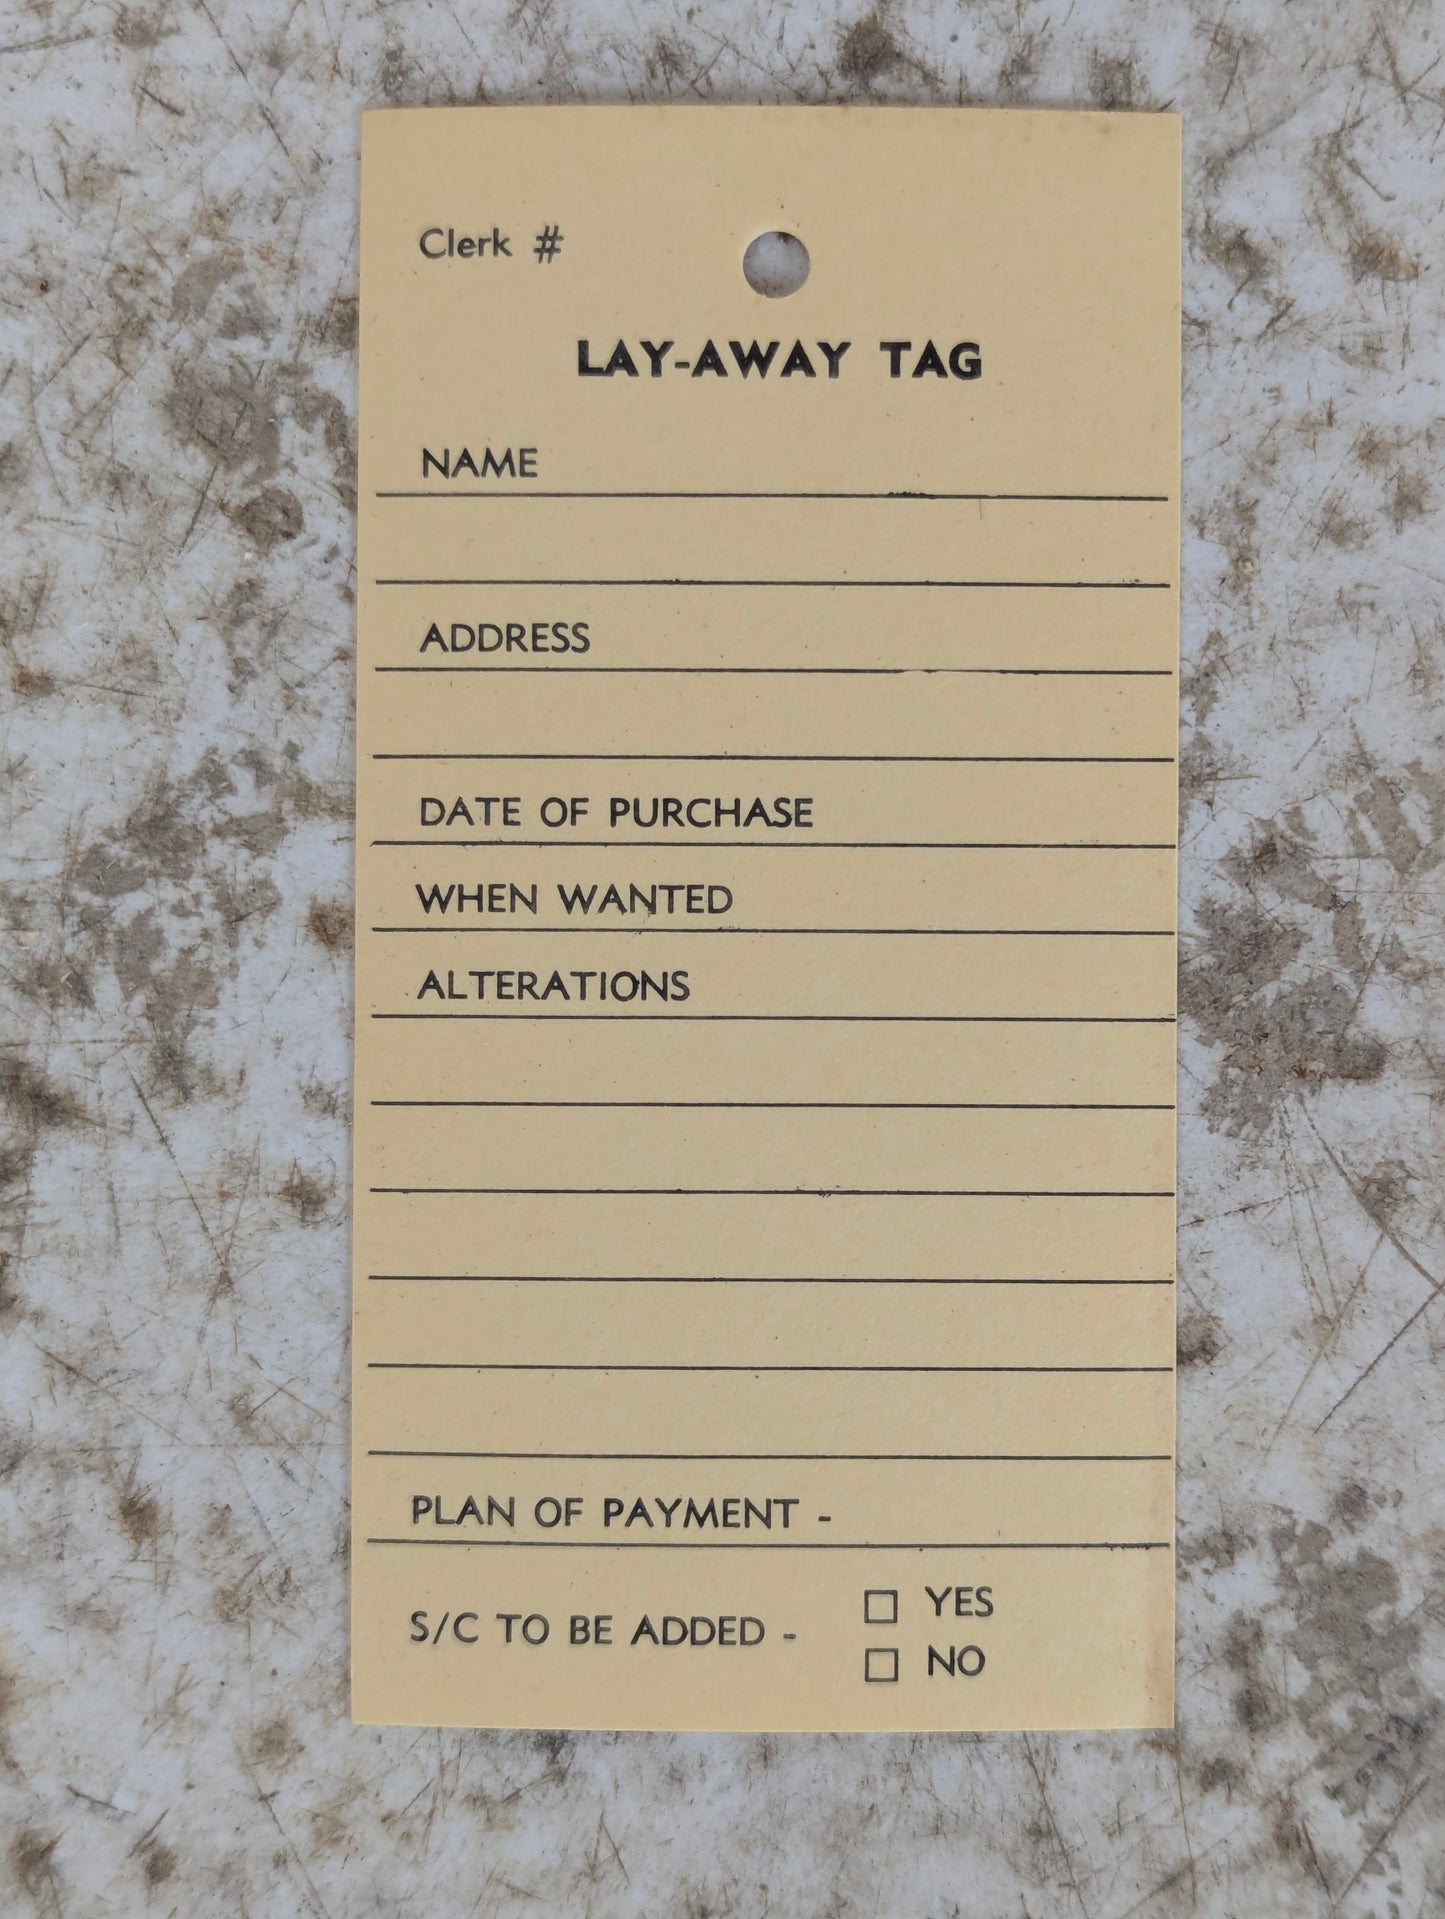 Clerk #
LAY-AWAY TAG
NAME
ADDRESS
DATE OF PURCHASE
WHEN WANTED
ALTERATIONS
PLAN OF PAYMENT -
S/C TO BE ADDED - □ YES
□ NO